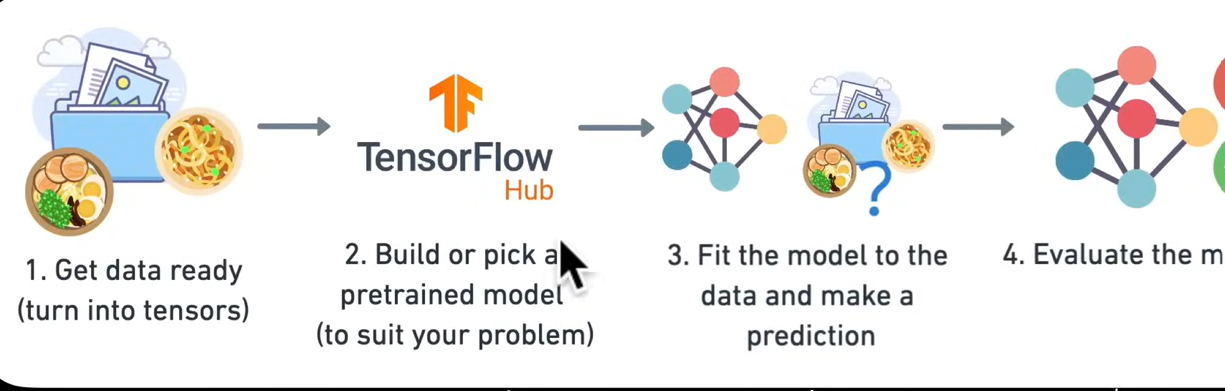 TensorFlow
Hub
1. Get data ready
(turn into tensors)
2. Build or pick a
pretrained model
(to suit your problem)
3. Fit the model to the
data and make a
prediction
?
4. Evaluate the m